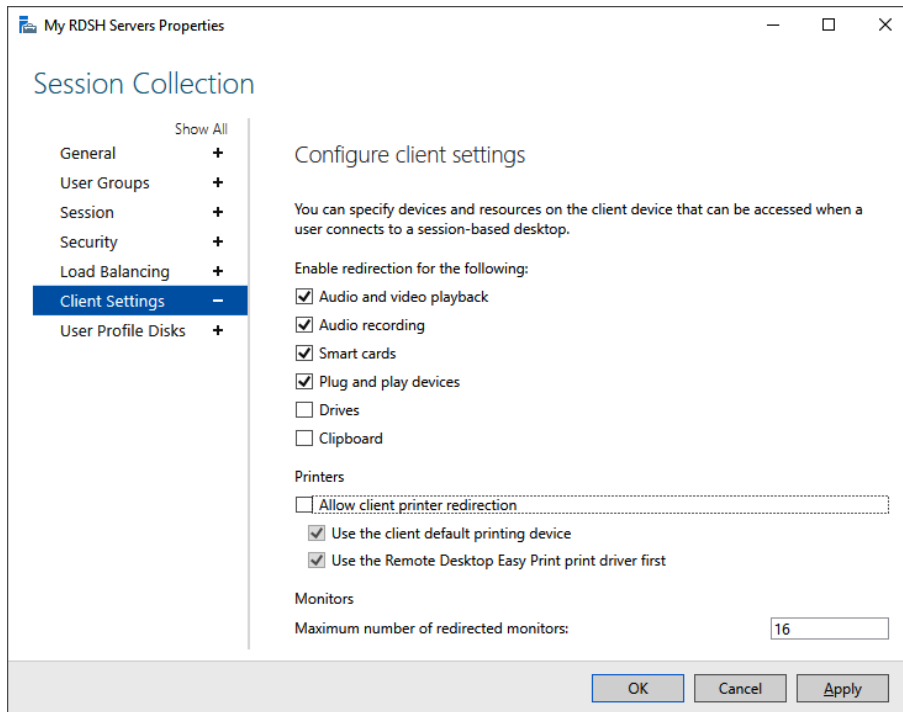 My RDSH Servers Properties
Session Collection
Show All
General
User Groups
Session
Security
Load Balancing
Client Settings
User Profile Disks
Configure client settings
You can specify devices and resources on the client device that can be accessed when a
user connects to a session-based desktop.
Enable redirection for the following:
Audio and video playback
Audio recording
Smart cards
Plug and play devices
Drives
Clipboard
Printers
Allow client printer redirection
Use the client default printing device
Use the Remote Desktop Easy Print print driver first
Monitors
Maximum number of redirected monitors: 16
OK Cancel Apply